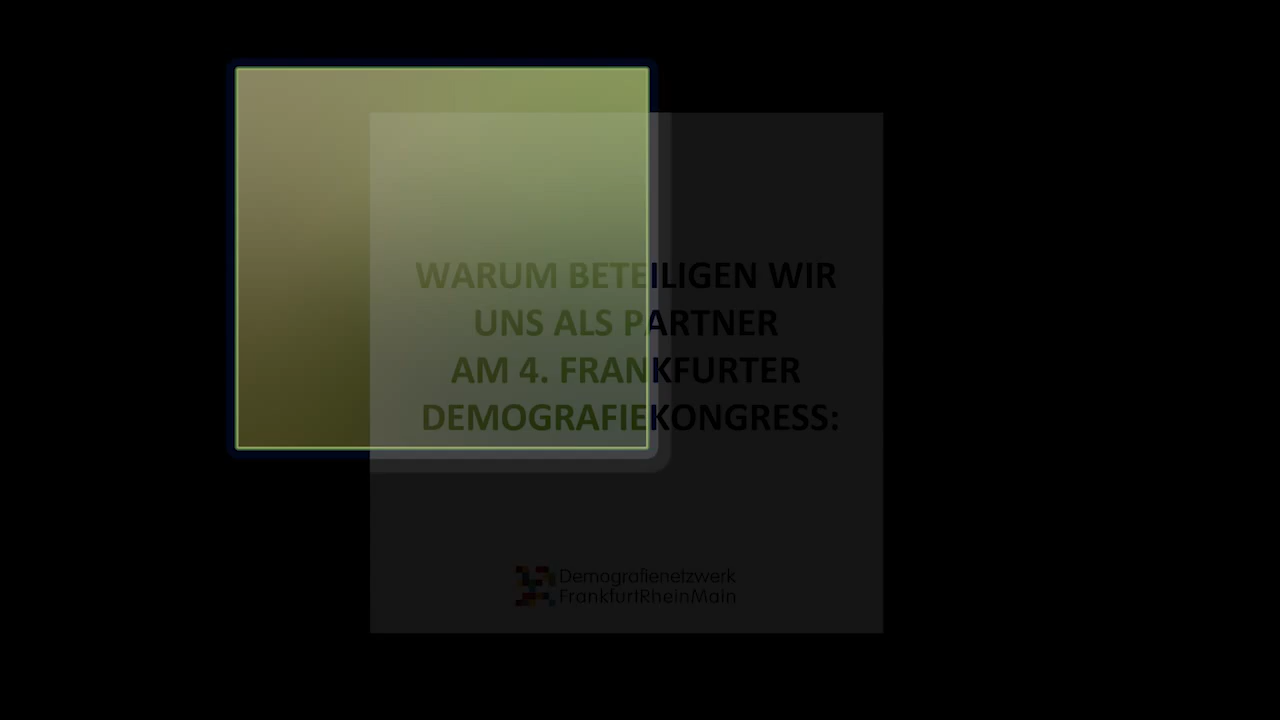 WARUM BETEILIGEN WIR
UNS ALS PARTNER
AM 4. FRANKFURTER
DEMOGRAFIEKONGRESS:
Demografienetzwerk
FrankfurtRheinMain